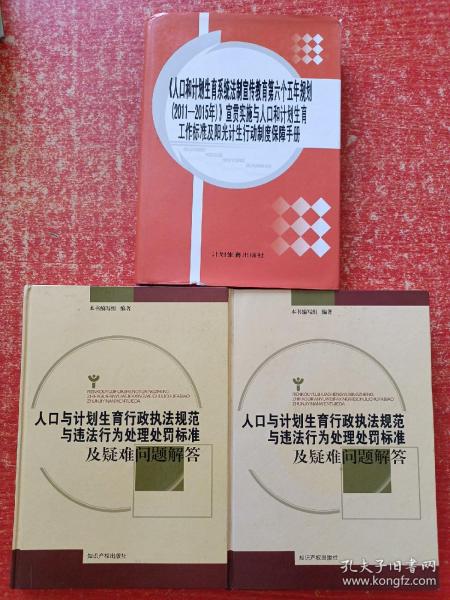 《人口和计划生育系统法制宣传教育第六个五年规划
(2011—2015年)》宣贯实施与人口和计划生育
工作标准及阳光计生行动制度保障手册
计划生育出版社
本书编写组 编著
人口与计划生育行政执法规范
与违法行为处理处罚标准
及疑难问题解答
知识产权出版社
本书编写组 编著
人口与计划生育行政执法规范
与违法行为处理处罚标准
及疑难问题解答
知识产权出版社
孔夫子旧书网
www.kongfz.com